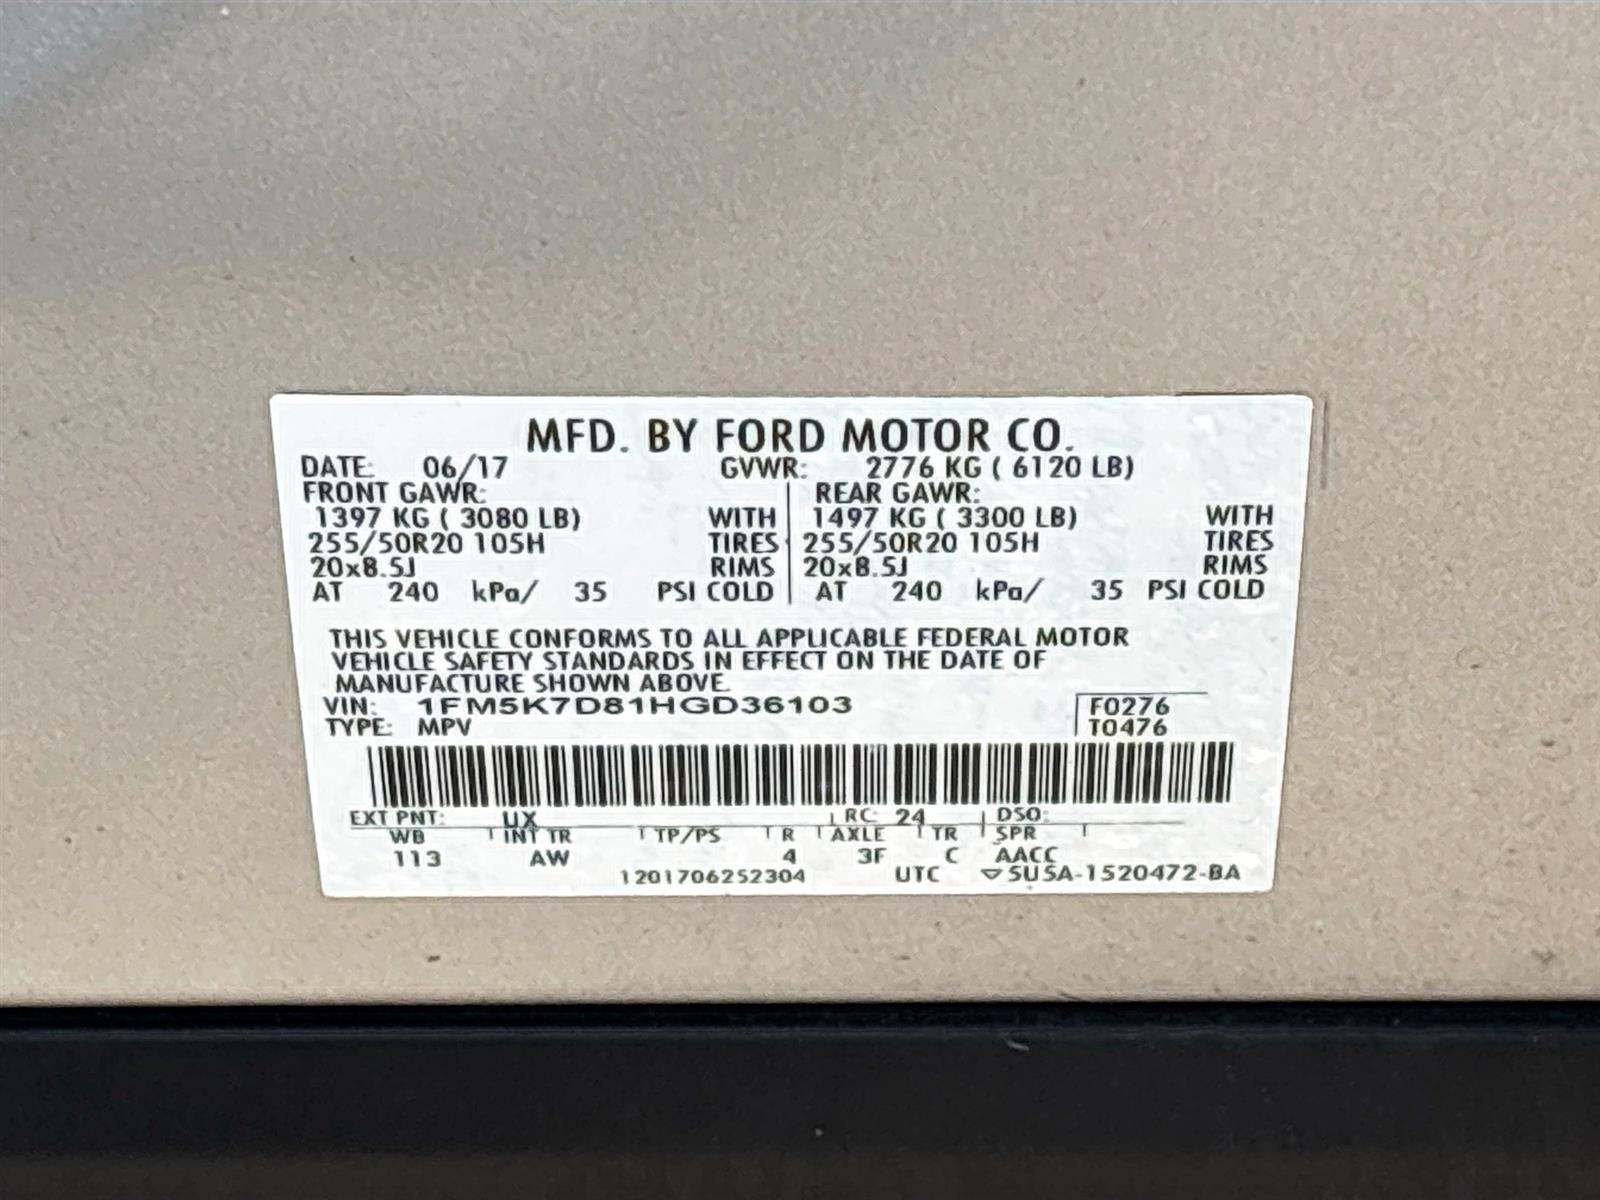 MFD. BY FORD MOTOR CO.
DATE: 06/17 GVWR: 2776 KG ( 6120 LB)
FRONT GAWR: REAR GAWR:
1397 KG ( 3080 LB) WITH 1497 KG ( 3300 LB) WITH
255/50R20 105H TIRES 255/50R20 105H TIRES
20x8.5J RIMS 20x8.5J RIMS
AT 240 kPa/ 35 PSI COLD AT 240 kPa/ 35 PSI COLD
THIS VEHICLE CONFORMS TO ALL APPLICABLE FEDERAL MOTOR
VEHICLE SAFETY STANDARDS IN EFFECT ON THE DATE OF
MANUFACTURE SHOWN ABOVE.
VIN: 1FM5K7D81HGD36103 F0276
TYPE: MPV T0476
EXT PNT: UX RC: 24 DSO:
WB INT TR TP/PS R AXLE TR SPR
113 AW 4 3F C AACC
1201706252304 UTC ▽SU5A-1520472-BA